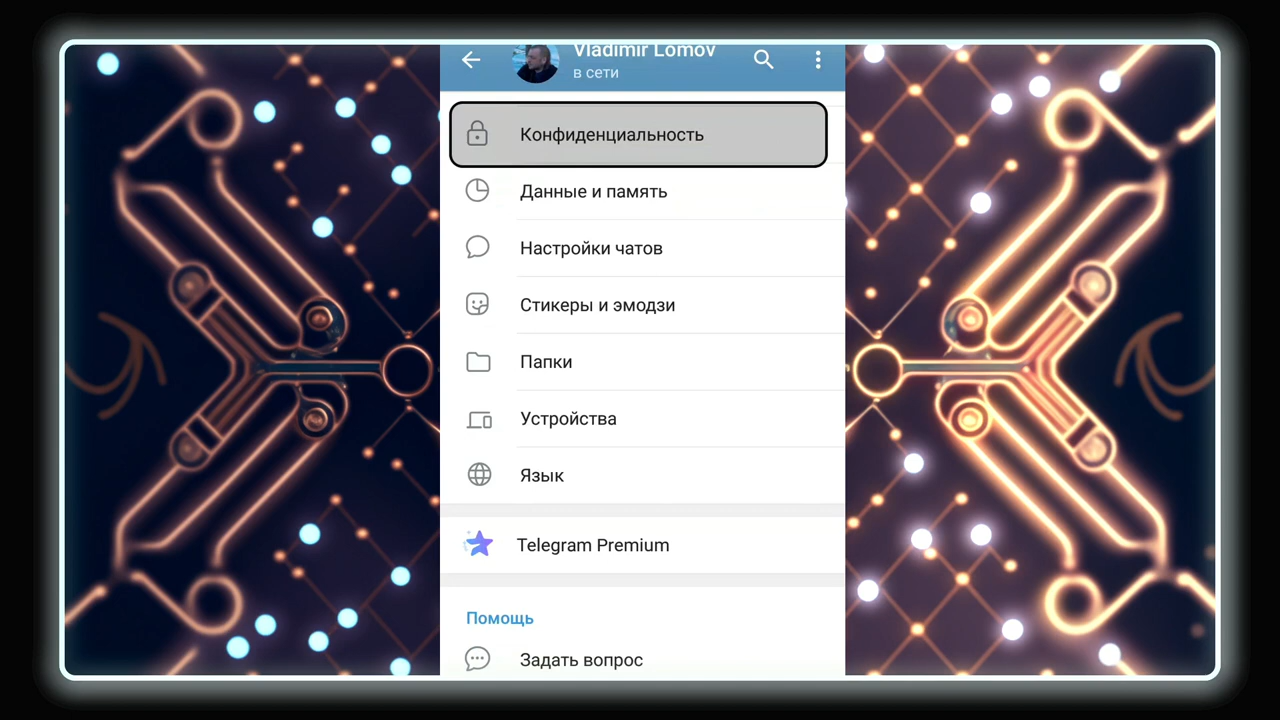 Vladimir Lomov
в сети
Конфиденциальность
Данные и память
Настройки чатов
Стикеры и эмодзи
Папки
Устройства
Язык
Telegram Premium
Помощь
Задать вопрос